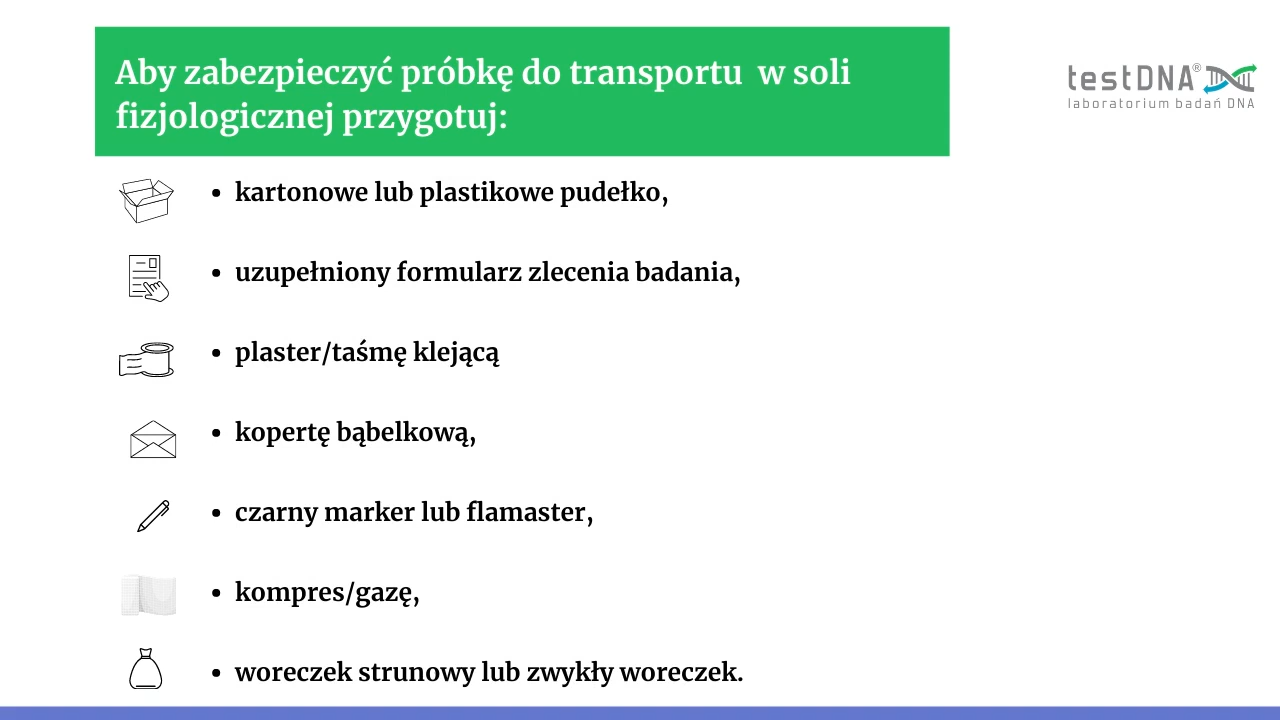 Aby zabezpieczyć próbkę do transportu  w soli
fizjologicznej przygotuj:
testDNA®
laboratorium badań DNA
• kartonowe lub plastikowe pudełko,
• uzupełniony formularz zlecenia badania,
• plaster/taśmę klejącą
• kopertę bąbelkową,
• czarny marker lub flamaster,
• kompres/gazę,
• woreczek strunowy lub zwykły woreczek.